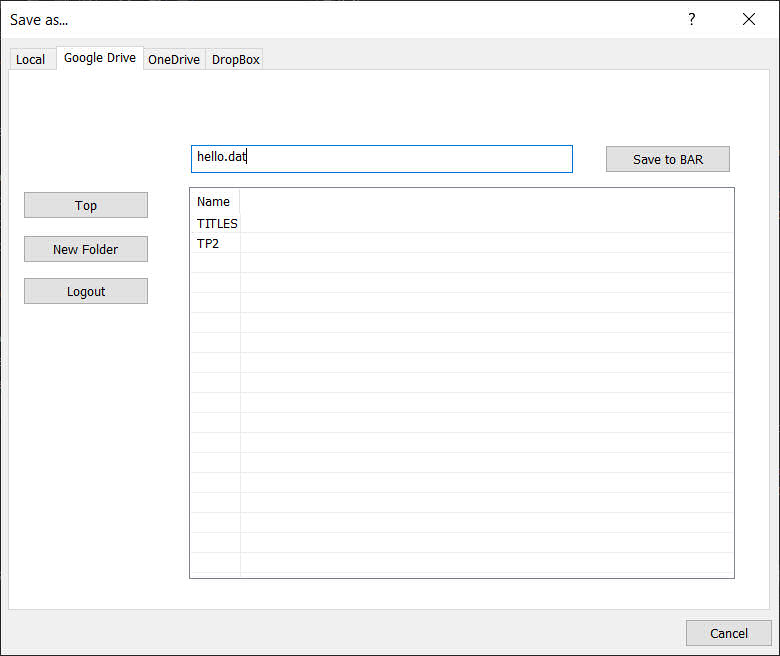 Save as... ?
Local Google Drive OneDrive DropBox
hello.dat Save to BAR
Top
New Folder
Logout
Name
TITLES
TP2
Cancel